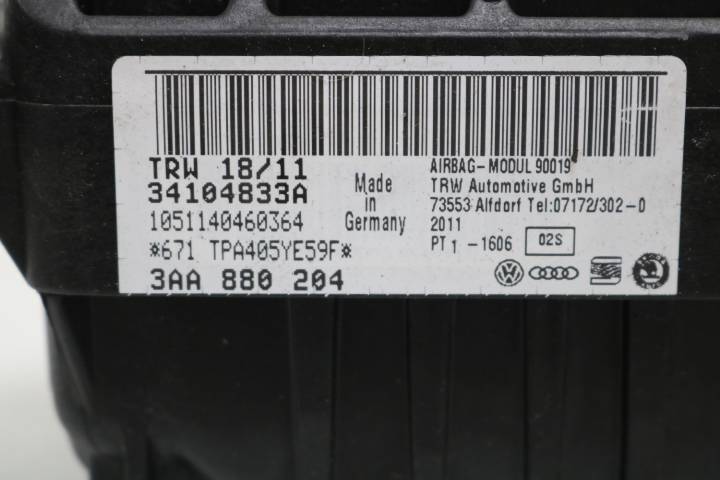 TRW 18/11
34104833A
1051140460364
*671 TPA405YE59F*
3AA 880 204
Made
in
Germany
AIRBAG-MODUL 90019
TRW Automotive GmbH
73553 Alfdorf Tel:07172/302-0
2011
PT 1 -1606 02S